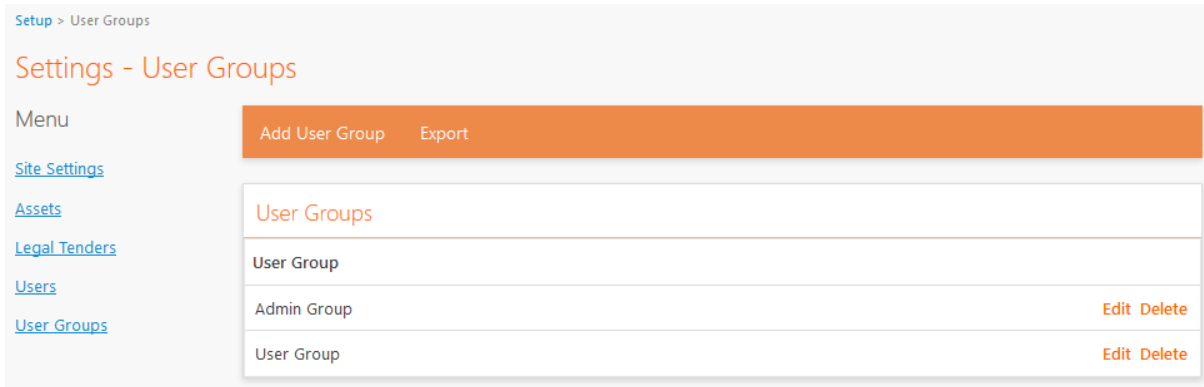 Setup > User Groups
Settings - User Groups
Menu
Site Settings
Assets
Legal Tenders
Users
User Groups
Add User Group Export
User Groups
User Group
Admin Group Edit Delete
User Group Edit Delete